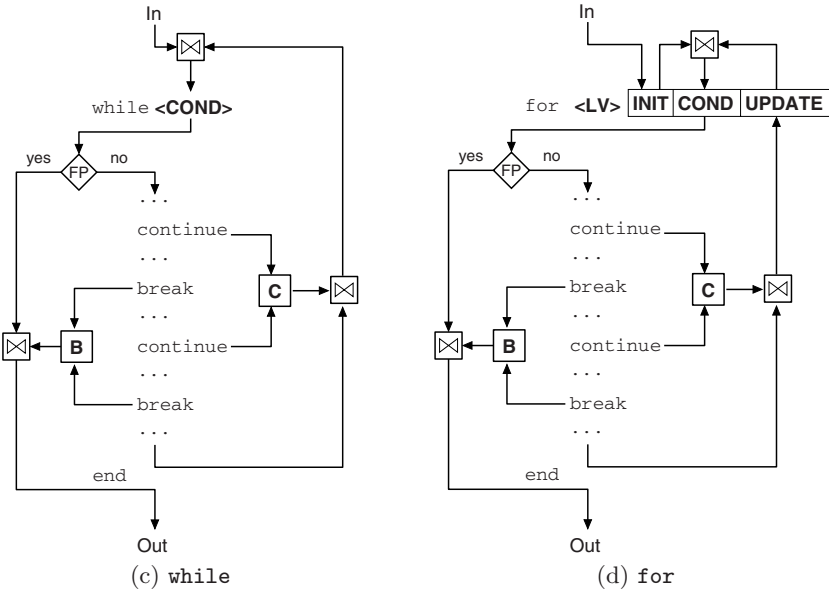 In
while <COND>
yes
FP
no
...
continue
...
C
break
...
B
continue
...
break
...
end
Out
(c) while
In
for <LV> INIT COND UPDATE
yes
FP
no
...
continue
...
C
break
...
B
continue
...
break
...
end
Out
(d) for